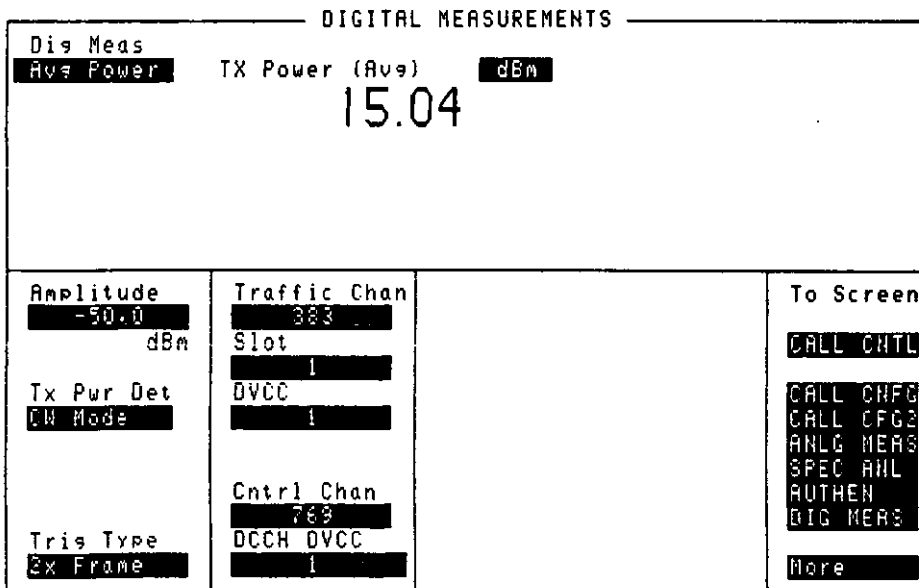 DIGITAL MEASUREMENTS
Dig Meas
Avg Power
TX Power (Avg)
dBm
15.04
Amplitude
-50.0
dBm
Tx Pwr Det
CW Mode
Trig Type
2x Frame
Traffic Chan
383
Slot
1
DVCC
1
Cntrl Chan
769
DCCH DVCC
1
To Screen
CALL CNTL
CALL CNFG
CALL CFG2
ANLG MEAS
SPEC ANL
AUTHEN
DIG MEAS
More